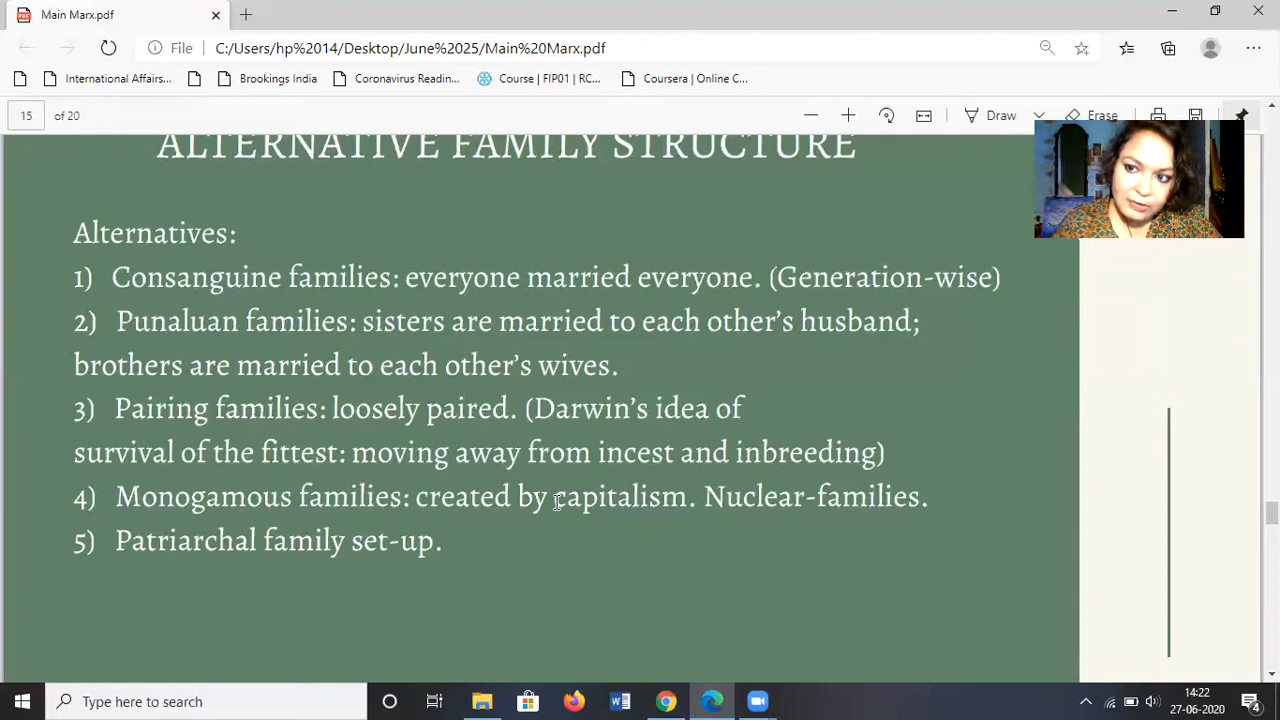 Main Marx.pdf
File C:/Users/hp%2014/Desktop/June%2025/Main%20Marx.pdf
International Affairs... Brookings India Coronavirus Readin... Course | FIP01 | RC... Coursera | Online C...
15 of 20 Draw Erase
ALTERNATIVE FAMILY STRUCTURE
Alternatives:
1) Consanguine families: everyone married everyone. (Generation-wise)
2) Punaluan families: sisters are married to each other’s husband;
brothers are married to each other’s wives.
3) Pairing families: loosely paired. (Darwin’s idea of
survival of the fittest: moving away from incest and inbreeding)
4) Monogamous families: created by capitalism. Nuclear-families.
5) Patriarchal family set-up.
Type here to search
14:22
27-06-2020
4